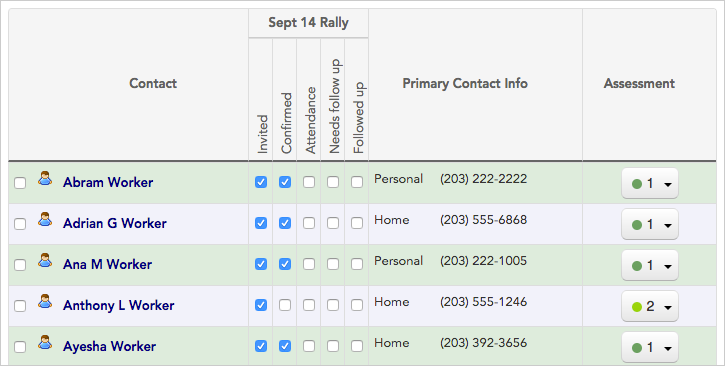 Sept 14 Rally
Contact
Invited
Confirmed
Attendance
Needs follow up
Followed up
Primary Contact Info
Assessment
Abram Worker Personal (203) 222-2222 1
Adrian G Worker Home (203) 555-6868 1
Ana M Worker Personal (203) 222-1005 1
Anthony L Worker Home (203) 555-1246 2
Ayesha Worker Home (203) 392-3656 1